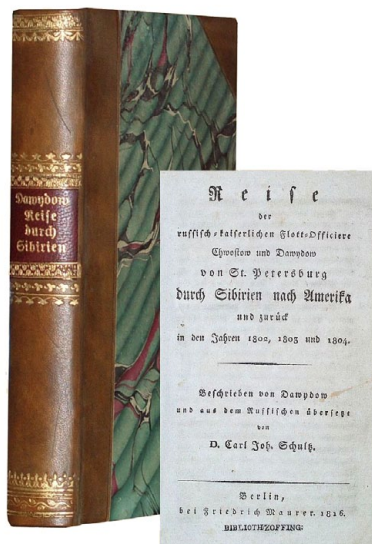 Dawydow
Reise
durch
Sibirien
Reise
der
russisch-kaiserlichen Flott-Officiere
Chwostow und Dawydow
von St. Petersburg
durch Sibirien nach Amerika
und zurück
in den Jahren 1802, 1803 und 1804.
Beschrieben von Dawydow
und aus dem Russischen übersetzt
von
D. Carl Joh. Schultz.
Berlin,
bei Friedrich Maurer. 1816.
BIBLIOTH: ZOFFING: